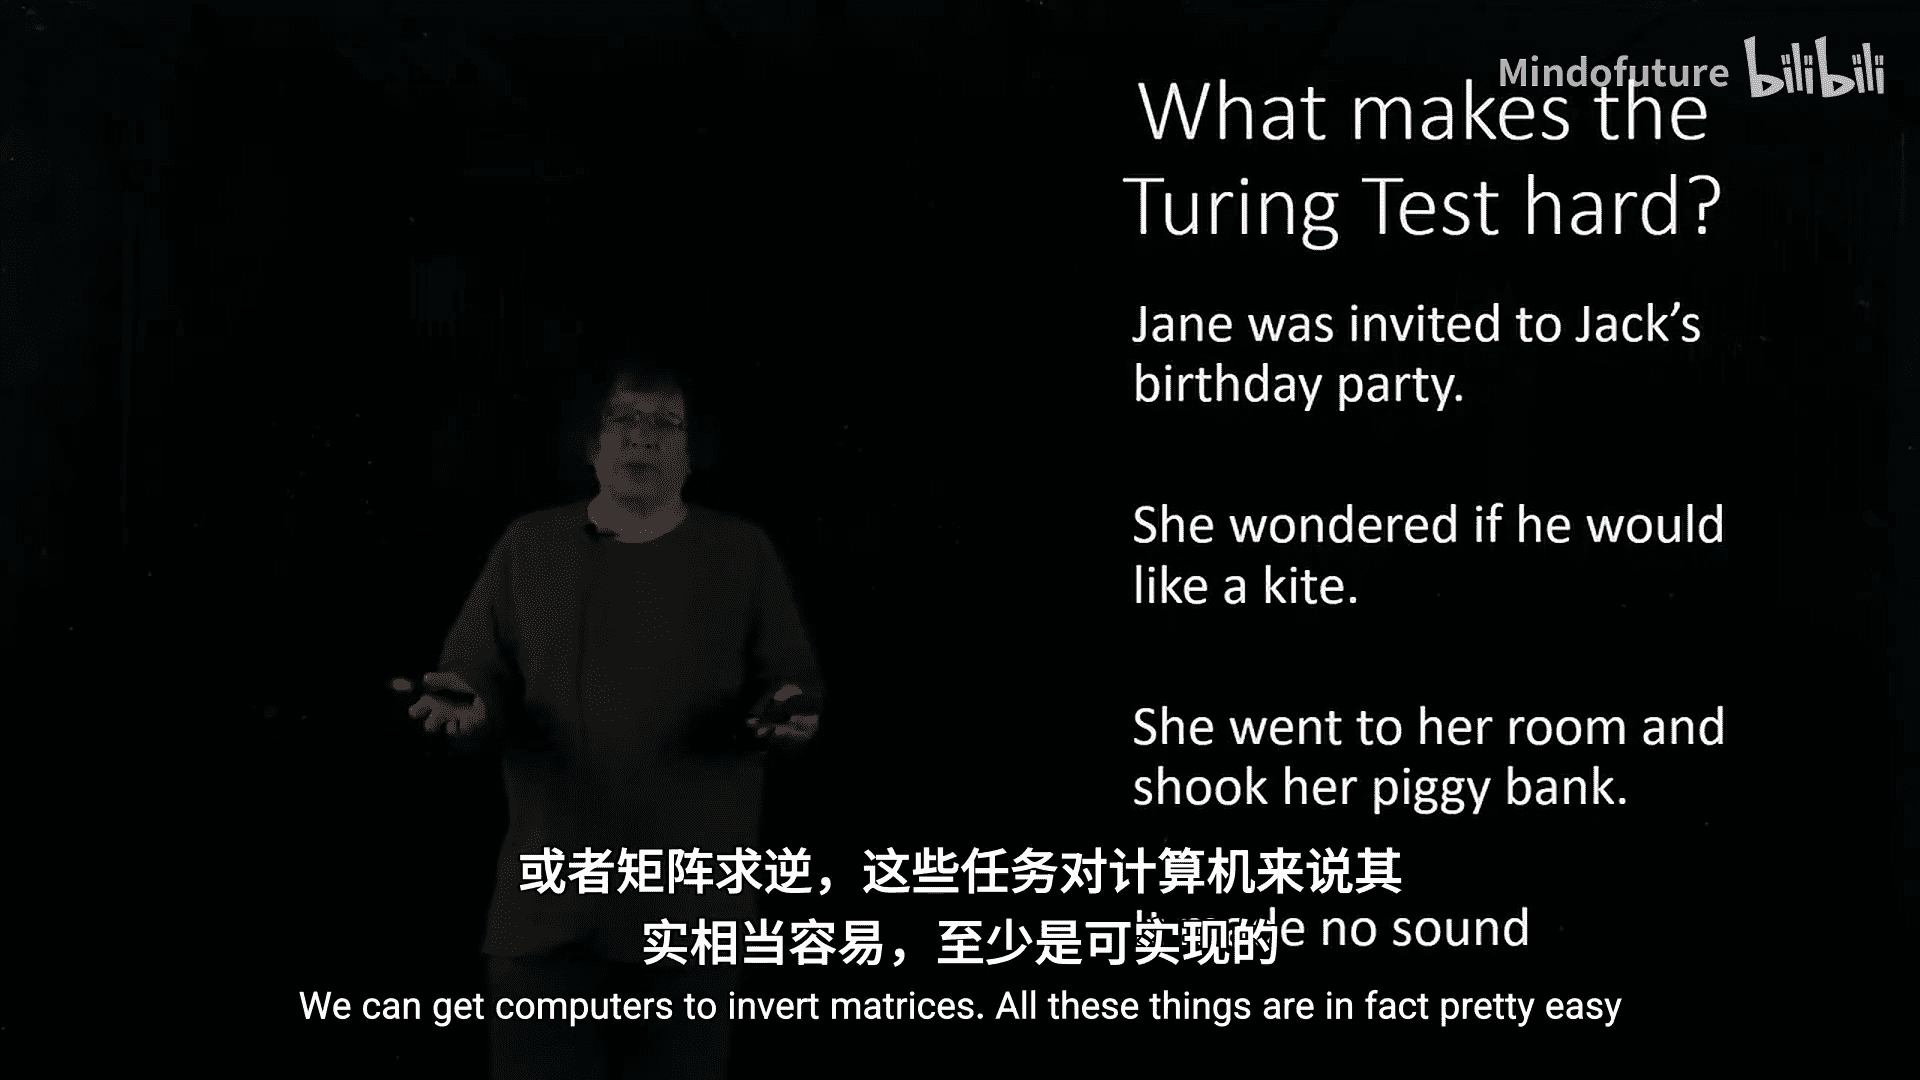 Mindofuture bilibili
What makes the
Turing Test hard?
Jane was invited to Jack’s
birthday party.
She wondered if he would
like a kite.
She went to her room and
shook her piggy bank.
no sound
或者矩阵求逆，这些任务对计算机来说其
实相当容易，至少是可实现的
We can get computers to invert matrices. All these things are in fact pretty easy